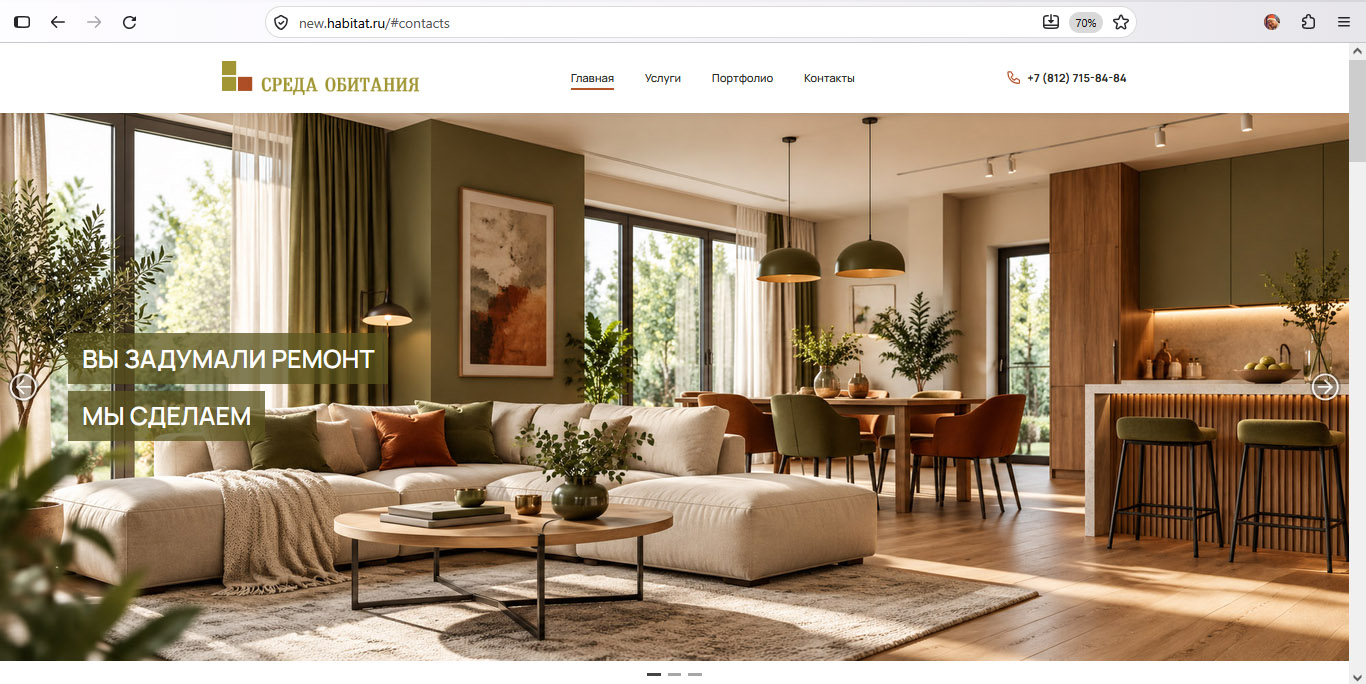 new.habitat.ru/#contacts
70%
СРЕДА ОБИТАНИЯ
Главная
Услуги
Портфолио
Контакты
+7 (812) 715-84-84
ВЫ ЗАДУМАЛИ РЕМОНТ
МЫ СДЕЛАЕМ